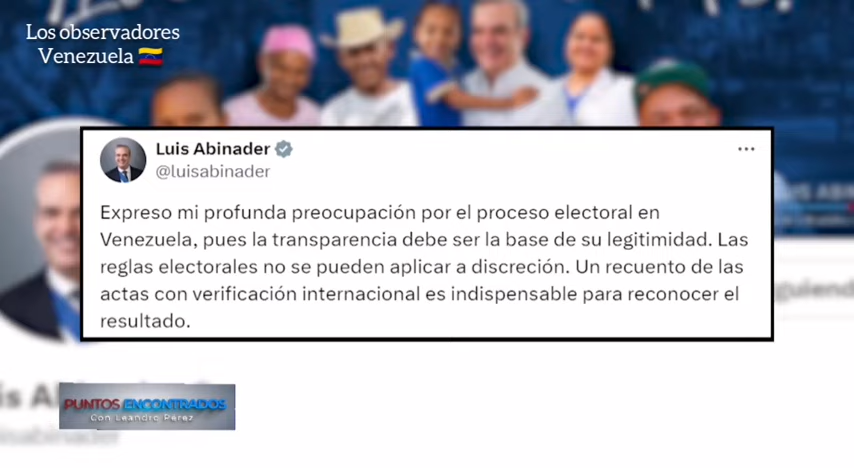 Los observadores
Venezuela 🇻🇪
Luis Abinader
@luisabinader
Expreso mi profunda preocupación por el proceso electoral en
Venezuela, pues la transparencia debe ser la base de su legitimidad. Las
reglas electorales no se pueden aplicar a discreción. Un recuento de las
actas con verificación internacional es indispensable para reconocer el
resultado.
PUNTOS ENCONTRADOS
Con Leandro Pérez